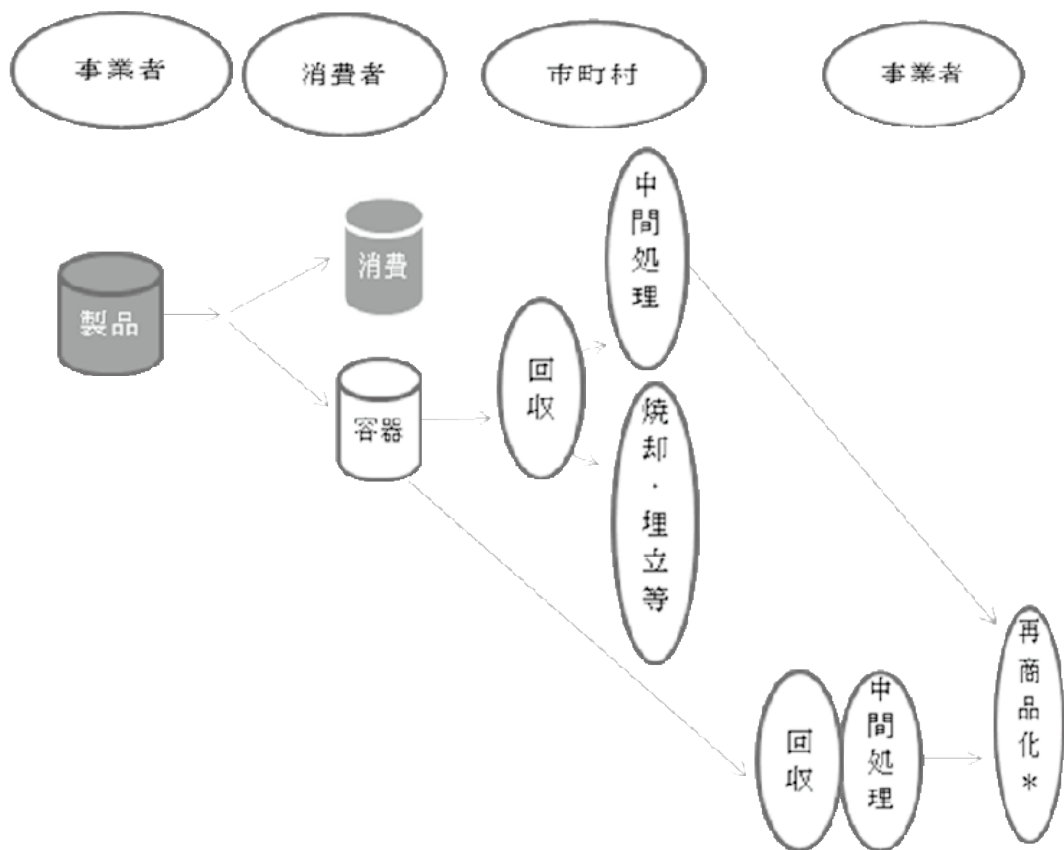 事業者
消費者
市町村
事業者
製品
消費
容器
回収
中間処理
焼却・埋立等
回収
中間処理
再商品化*